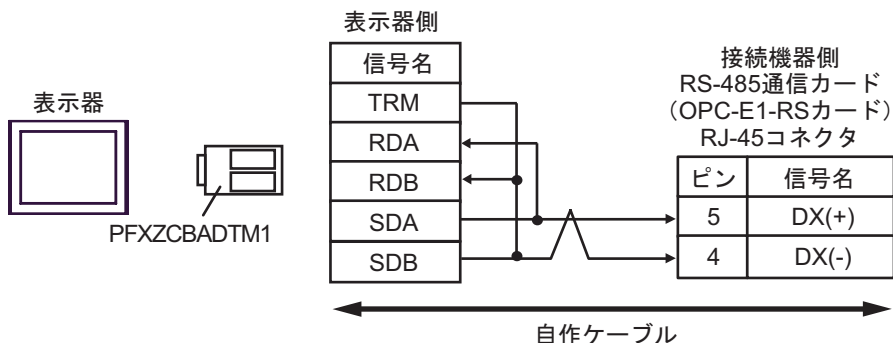 表示器
PFXZCBADTM1
表示器側
信号名
TRM
RDA
RDB
SDA
SDB
接続機器側
RS-485通信カード
（OPC-E1-RSカード）
RJ-45コネクタ
ピン 信号名
5 DX(+)
4 DX(-)
自作ケーブル